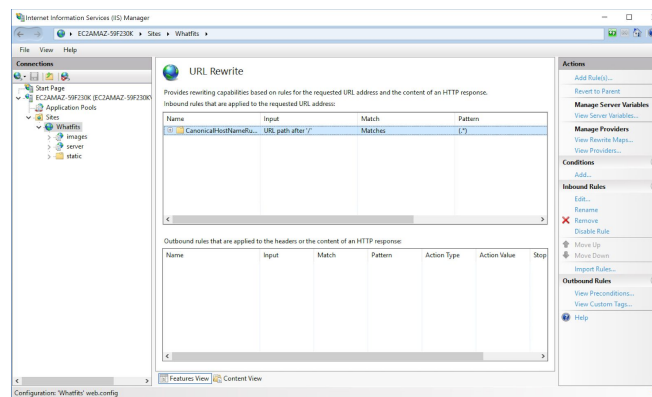 Internet Information Services (IIS) Manager
EC2AMAZ-59F230K
Sites
Whatfits
File View Help
Connections
Start Page
EC2AMAZ-59F230K (EC2AMAZ-59F230K\
Application Pools
Sites
Whatfits
images
server
static
URL Rewrite
Provides rewriting capabilities based on rules for the requested URL address and the content of an HTTP response.
Inbound rules that are applied to the requested URL address:
Name Input Match Pattern
CanonicalHostNameRu... URL path after '/' Matches (.*)
Outbound rules that are applied to the headers or the content of an HTTP response:
Name Input Match Pattern Action Type Action Value Stop
Features View Content View
Actions
Add Rule(s)...
Revert to Parent
Manage Server Variables
View Server Variables...
Manage Providers
View Rewrite Maps...
View Providers...
Conditions
Add...
Inbound Rules
Edit...
Rename
Remove
Disable Rule
Move Up
Move Down
Import Rules...
Outbound Rules
View Preconditions...
View Custom Tags...
Help
Configuration: 'Whatfits' web.config